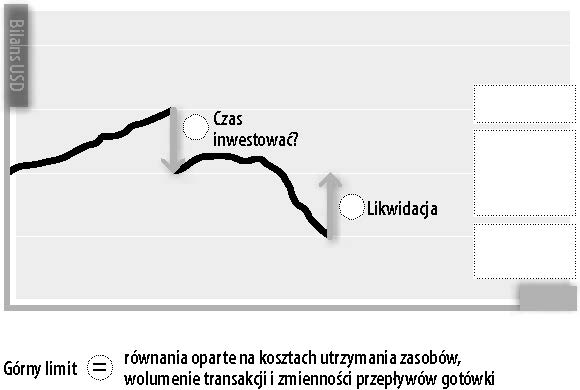 Bilans USD
Czas
inwestować?
Likwidacja
Górny limit = równania oparte na kosztach utrzymania zasobów,
wolumenie transakcji i zmienności przepływów gotówki